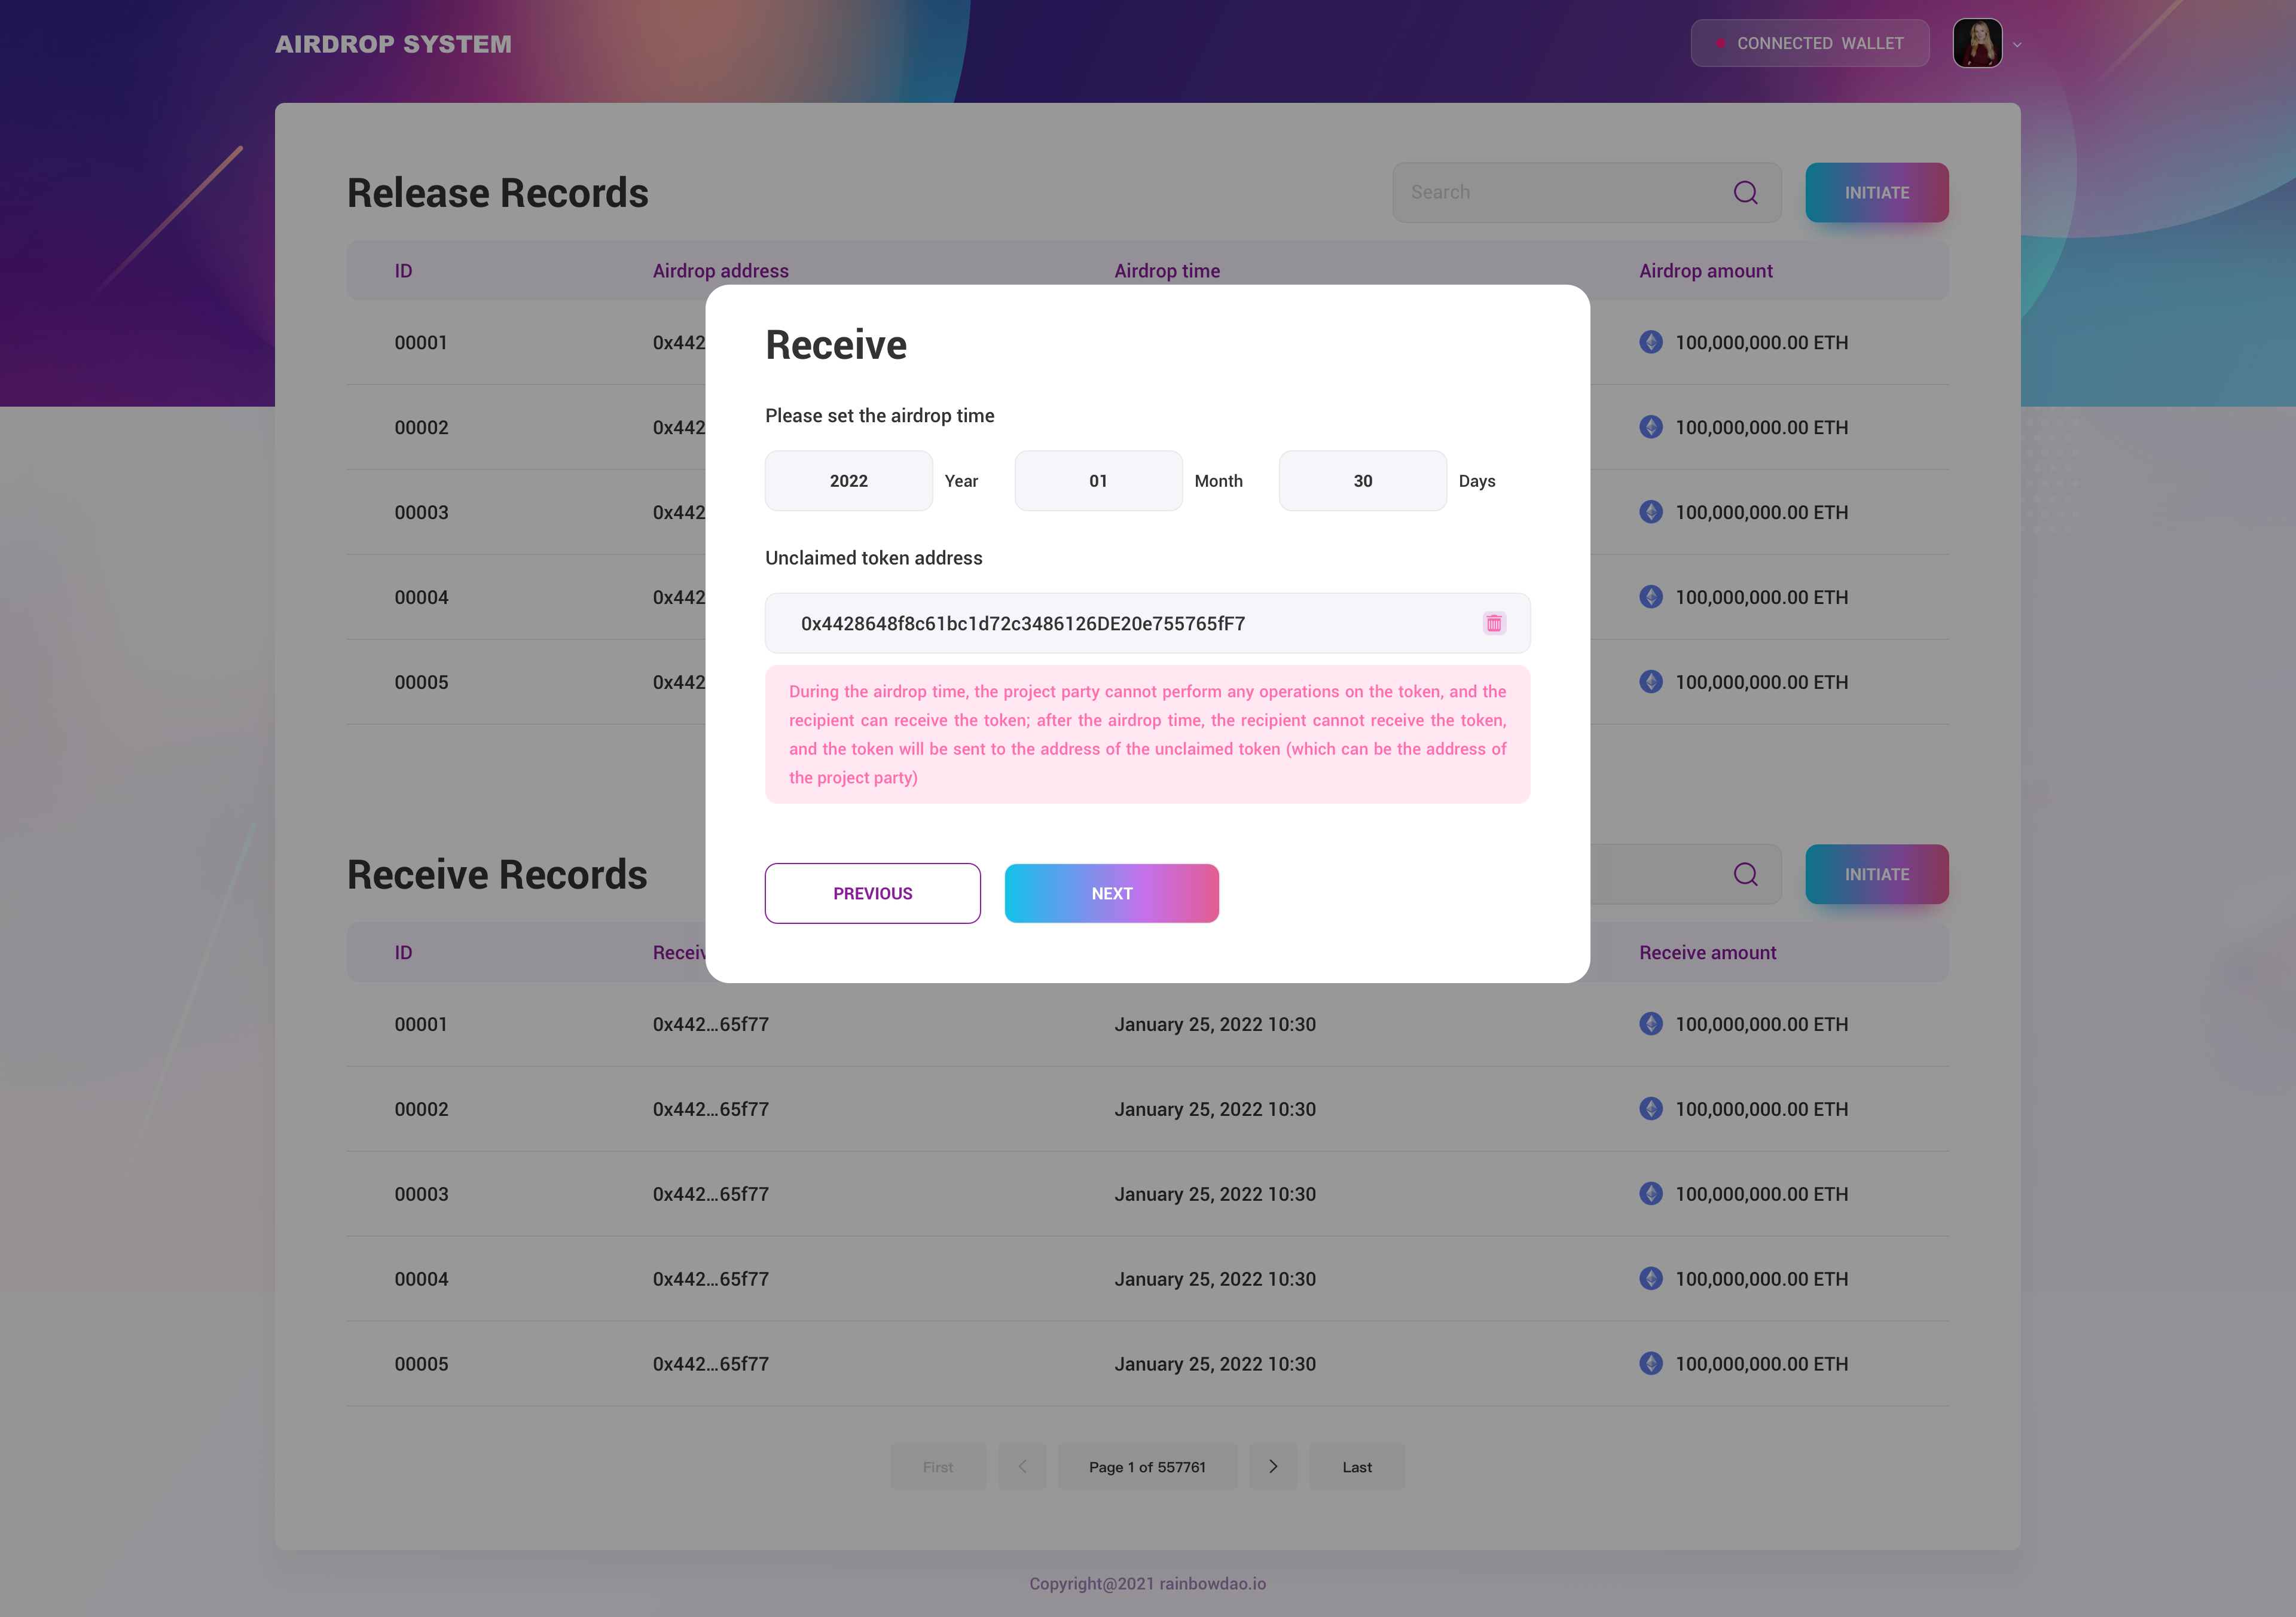 AIRDROP SYSTEM
CONNECTED WALLET
Release Records
Search
INITIATE
ID Airdrop address Airdrop time Airdrop amount
00001 0x442 100,000,000.00 ETH
00002 0x442 100,000,000.00 ETH
00003 0x442 100,000,000.00 ETH
00004 0x442 100,000,000.00 ETH
00005 0x442 100,000,000.00 ETH
Receive
Please set the airdrop time
2022 Year 01 Month 30 Days
Unclaimed token address
0x4428648f8c61bc1d72c3486126DE20e755765fF7
During the airdrop time, the project party cannot perform any operations on the token, and the
recipient can receive the token; after the airdrop time, the recipient cannot receive the token,
and the token will be sent to the address of the unclaimed token (which can be the address of
the project party)
PREVIOUS
NEXT
Receive Records
INITIATE
ID Receiv Receive amount
00001 0x442...65f77 January 25, 2022 10:30 100,000,000.00 ETH
00002 0x442...65f77 January 25, 2022 10:30 100,000,000.00 ETH
00003 0x442...65f77 January 25, 2022 10:30 100,000,000.00 ETH
00004 0x442...65f77 January 25, 2022 10:30 100,000,000.00 ETH
00005 0x442...65f77 January 25, 2022 10:30 100,000,000.00 ETH
First < Page 1 of 557761 > Last
Copyright@2021 rainbowdao.io